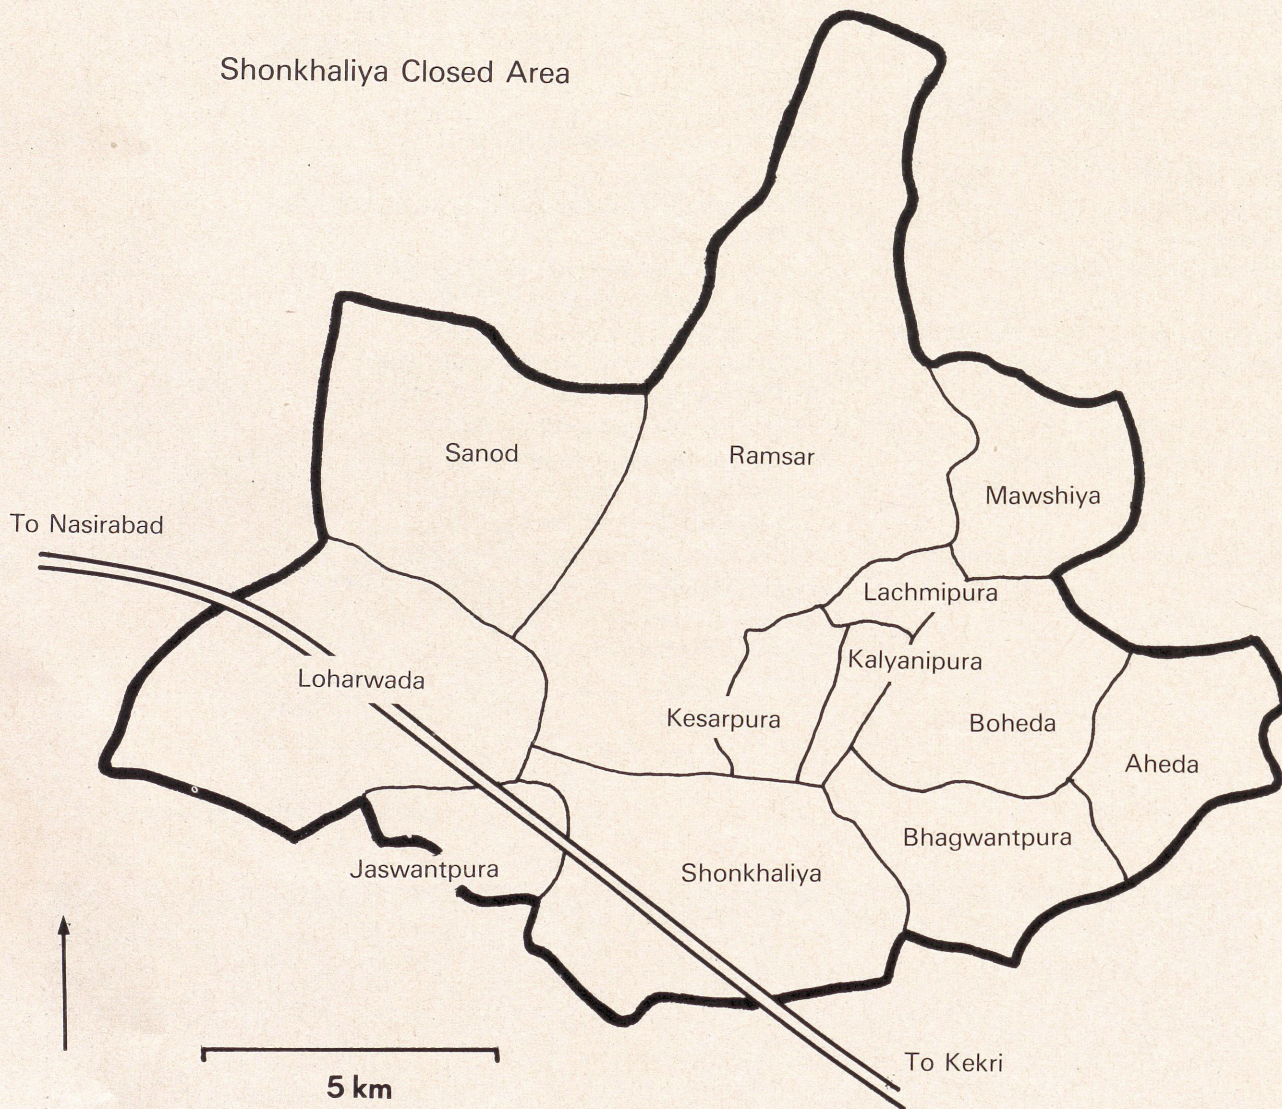 Shonkhaliya Closed Area
Sanod
Ramsar
Mawshiya
To Nasirabad
Lachmipura
Kalyanipura
Loharwada
Kesarpura
Boheda
Aheda
Bhagwantpura
Jaswantpura
Shonkhaliya
To Kekri
5 km